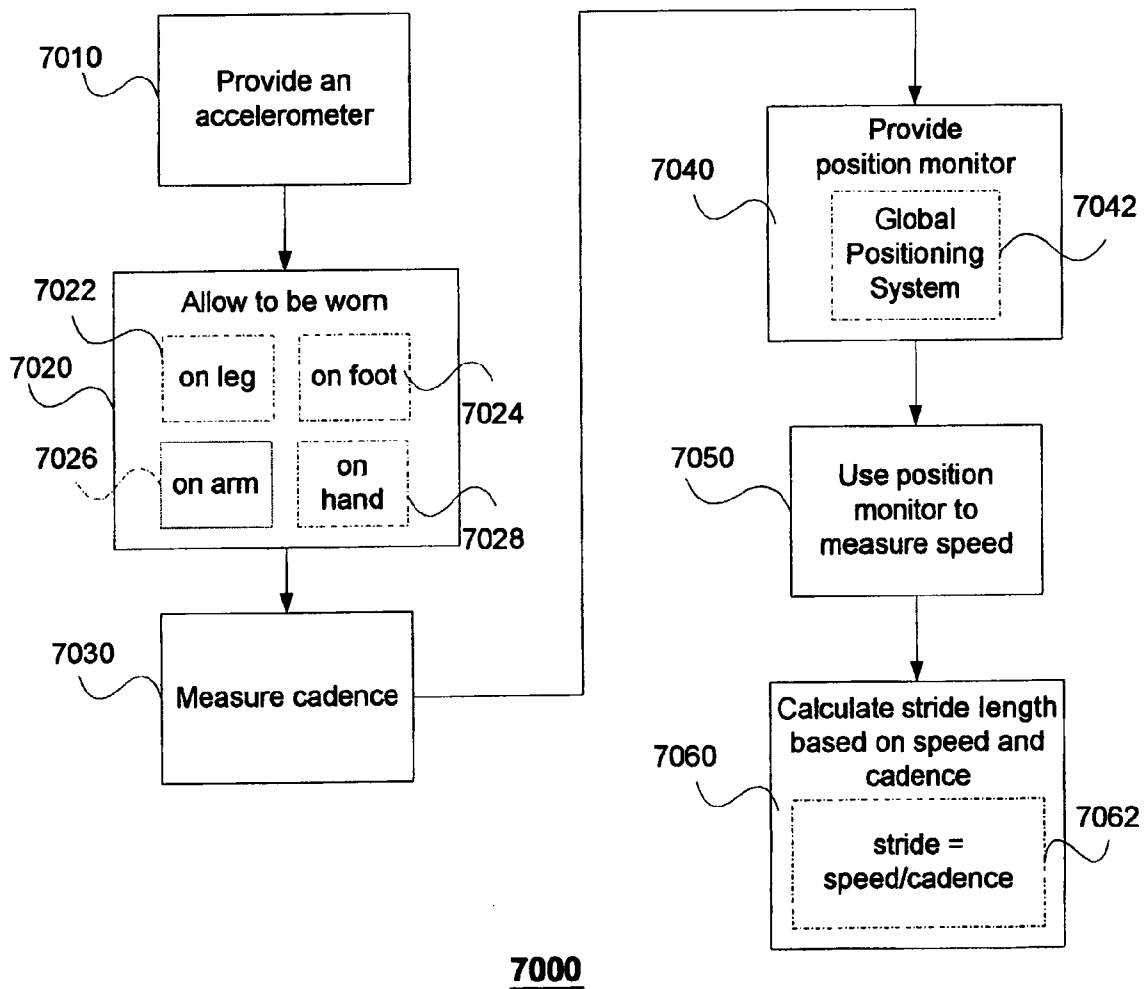 7010
Provide an
accelerometer
7022
7020
Allow to be worn
on leg
on foot
7024
7026
on arm
on
hand
7028
7030
Measure cadence
Provide
position monitor
7040
7042
Global
Positioning
System
7050
Use position
monitor to
measure speed
Calculate stride length
based on speed and
cadence
7060
7062
stride =
speed/cadence
7000